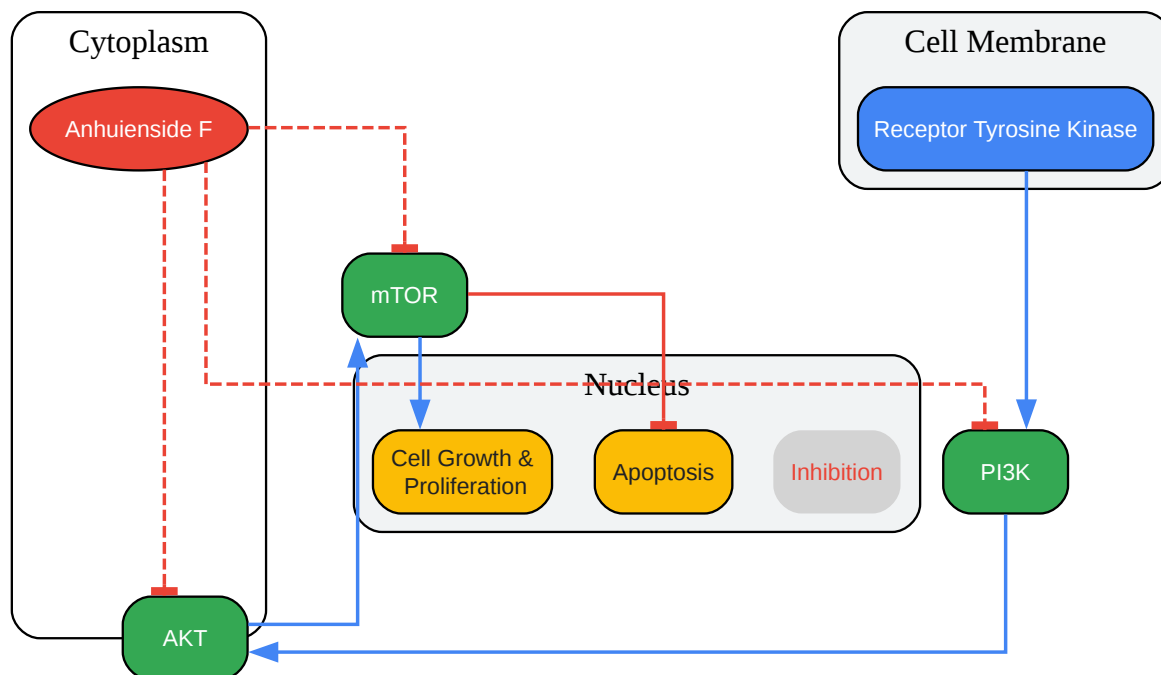 Cytoplasm
Cell Membrane
Anhuienside F
Receptor Tyrosine Kinase
mTOR
Nucleus
Cell Growth &
Proliferation
Apoptosis
Inhibition
PI3K
AKT